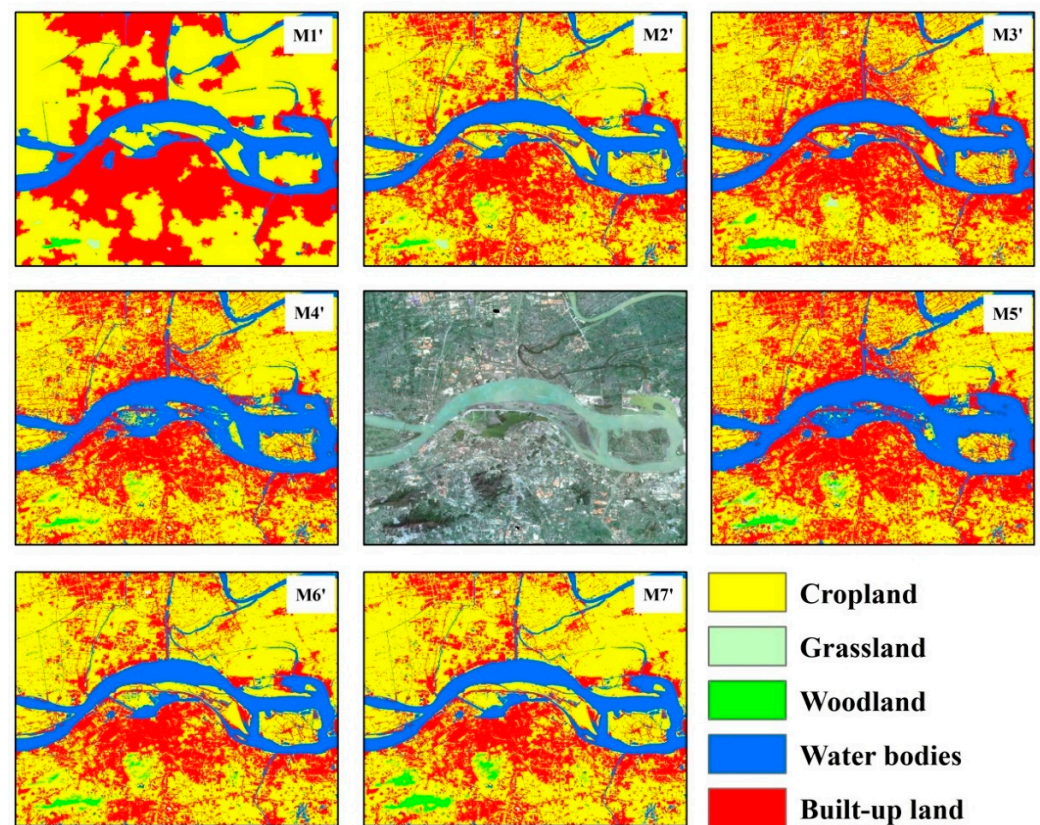 M1'
M2'
M3'
M4'
M5'
M6'
M7'
Cropland
Grassland
Woodland
Water bodies
Built-up land